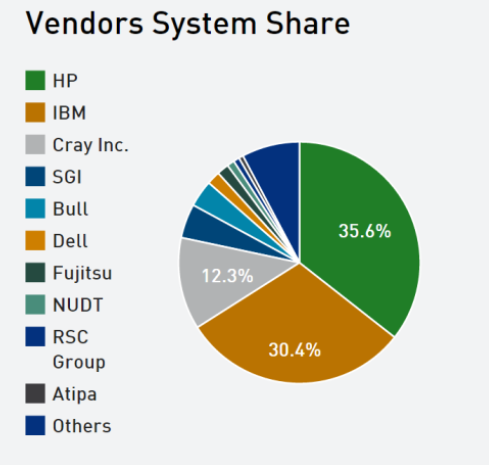 Vendors System Share
HP
IBM
Cray Inc.
SGI
Bull
Dell
Fujitsu
NUDT
RSC
Group
Atipa
Others
35.6%
12.3%
30.4%